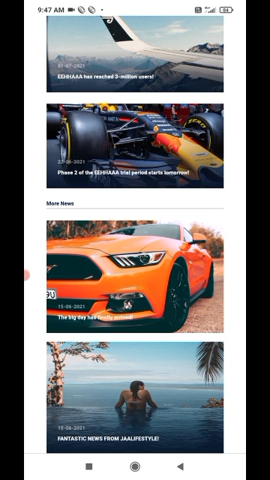 9:47 AM
01-07-2021
EEHHAAA has reached 3-million users!
Phase 2 of the EEHHAAA trial period starts tomorrow!
More News
15-06-2021
The big day has finally arrived!
15-06-2021
FANTASTIC NEWS FROM JAALIFESTYLE!